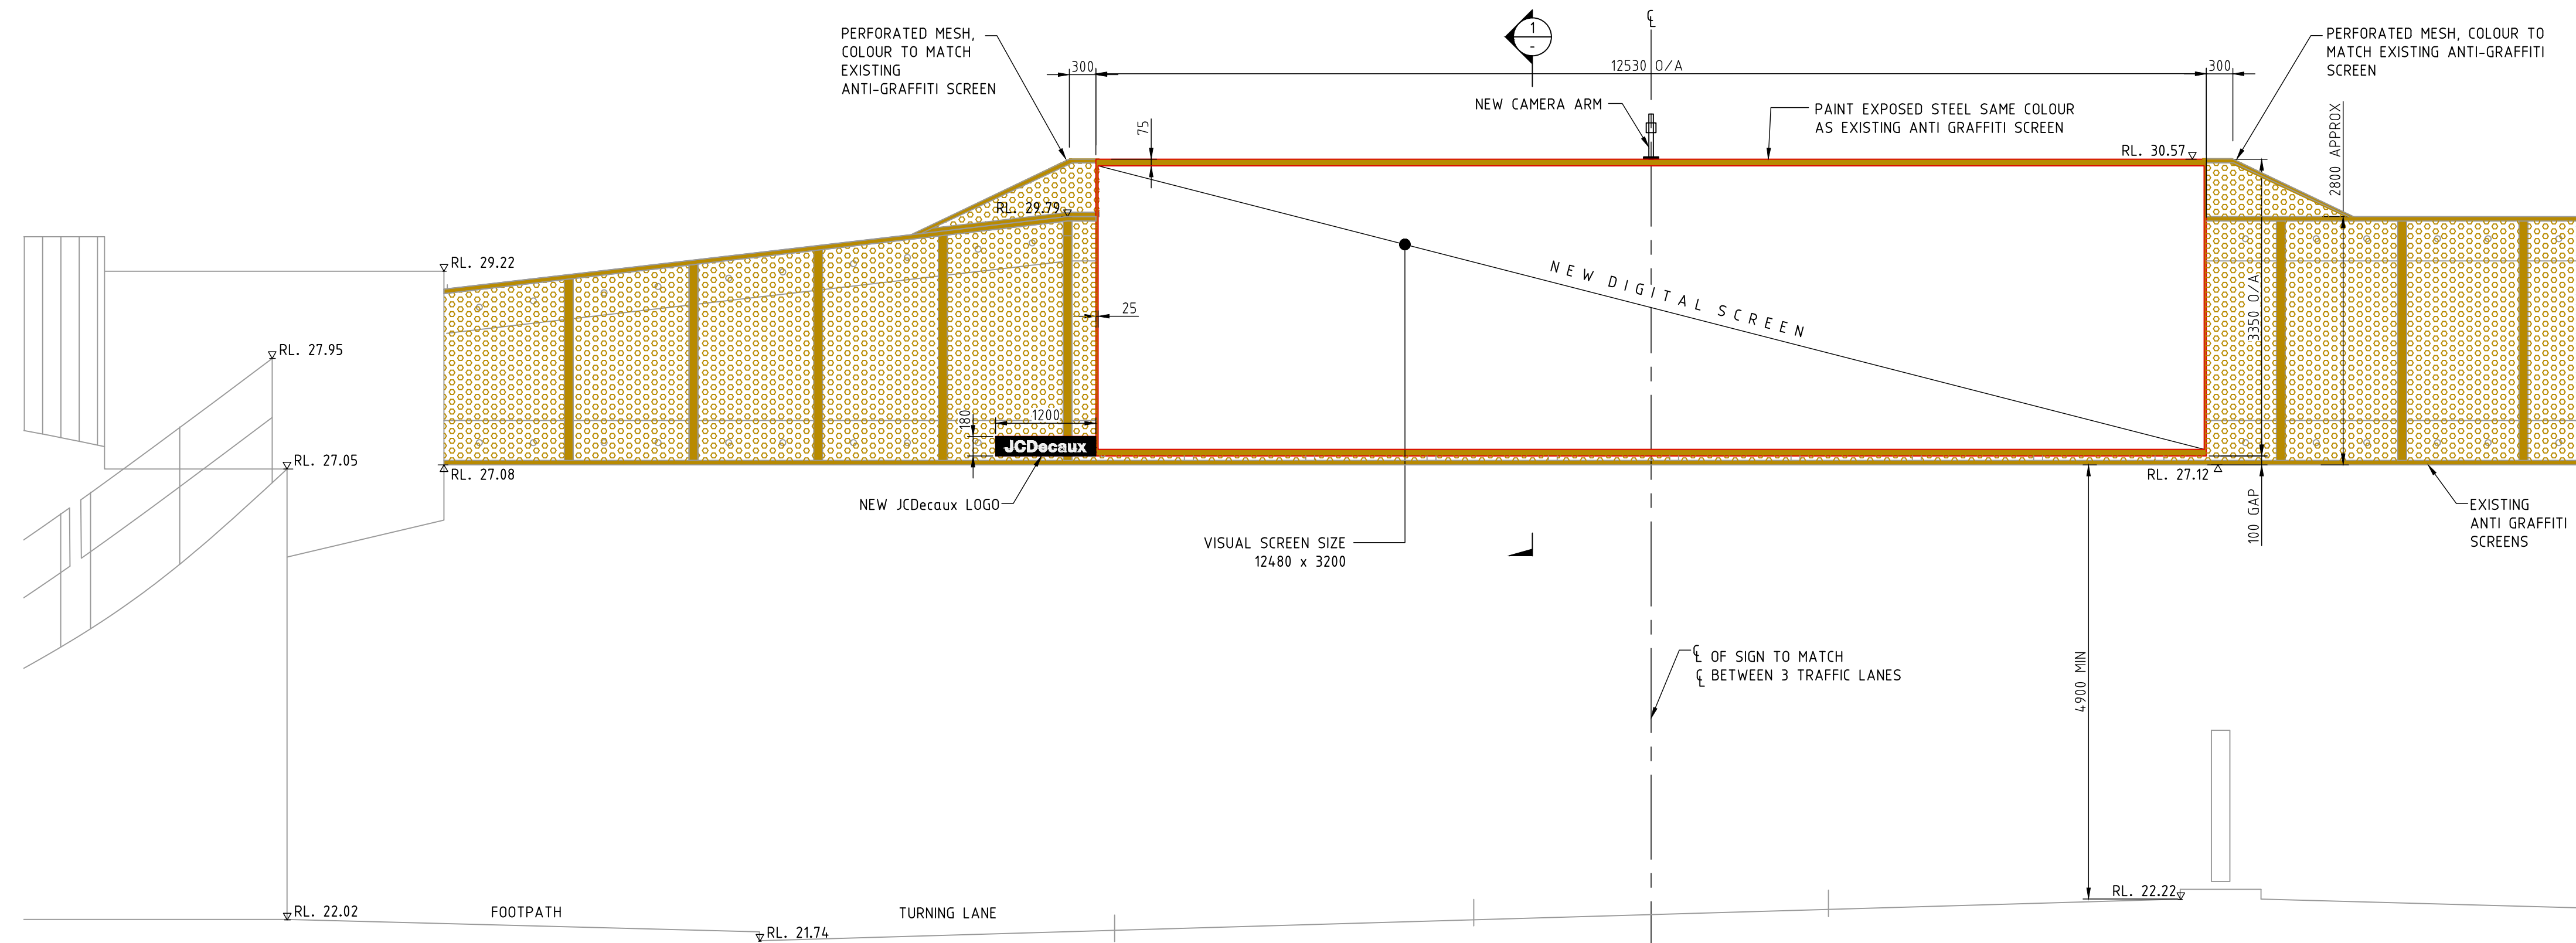 PERFORATED MESH,
COLOUR TO MATCH
EXISTING
ANTI-GRAFFITI SCREEN
300
1
-
℄
12530 O/A
300
PERFORATED MESH, COLOUR TO
MATCH EXISTING ANTI-GRAFFITI
SCREEN
NEW CAMERA ARM
PAINT EXPOSED STEEL SAME COLOUR
AS EXISTING ANTI GRAFFITI SCREEN
75
2800 APPROX
RL. 30.57
RL. 29.79
RL. 29.22
25
NEW DIGITAL SCREEN
3350 O/A
RL. 27.95
1200
180
JCDecaux
RL. 27.05
RL. 27.08
RL. 27.12
NEW JCDecaux LOGO
100 GAP
EXISTING
ANTI GRAFFITI
SCREENS
VISUAL SCREEN SIZE
12480 x 3200
℄ OF SIGN TO MATCH
℄ BETWEEN 3 TRAFFIC LANES
4900 MIN
RL. 22.22
RL. 22.02
FOOTPATH
TURNING LANE
RL. 21.74